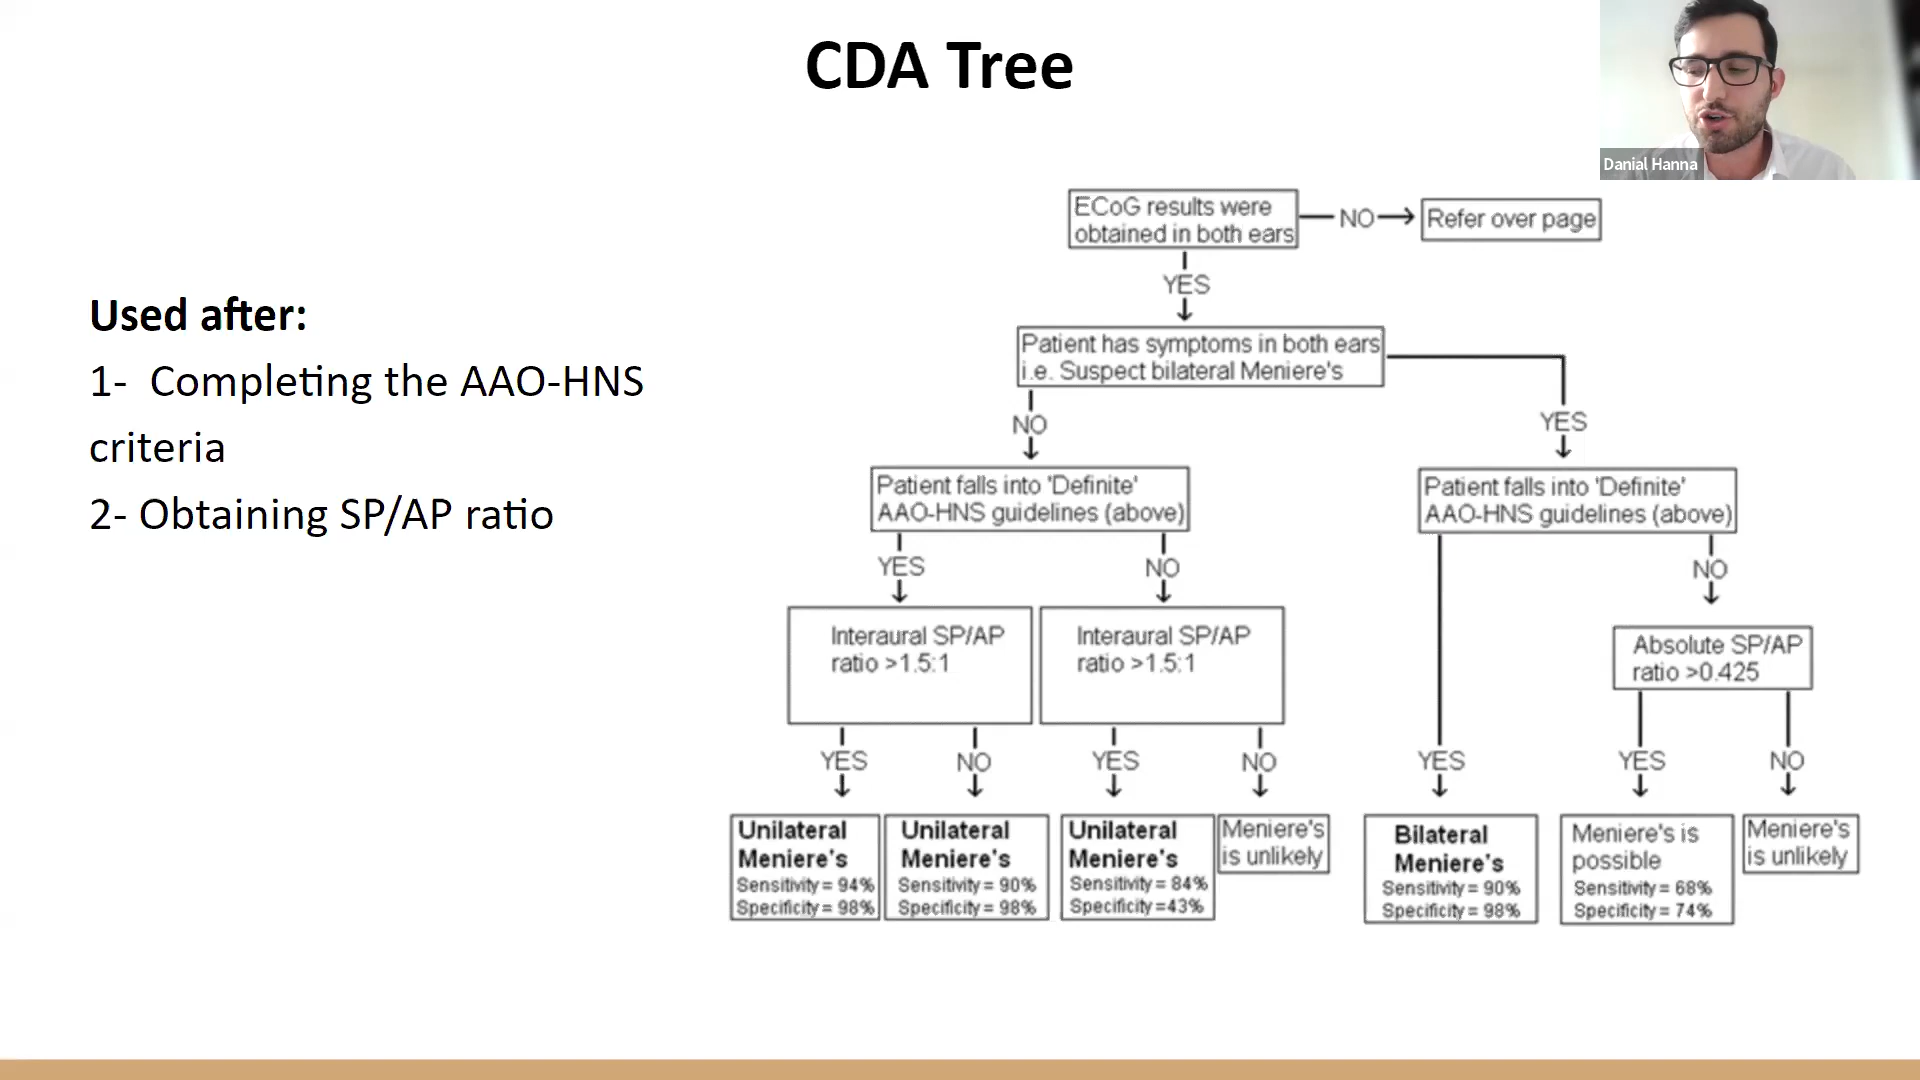 CDA Tree
Danial Hanna
Used after:
1- Completing the AAO-HNS
criteria
2- Obtaining SP/AP ratio
ECoG results were
obtained in both ears
NO
Refer over page
YES
Patient has symptoms in both ears
i.e. Suspect bilateral Meniere's
NO
YES
Patient falls into 'Definite'
AAO-HNS guidelines (above)
Patient falls into 'Definite'
AAO-HNS guidelines (above)
YES
NO
NO
Interaural SP/AP
ratio >1.5:1
Interaural SP/AP
ratio >1.5:1
Absolute SP/AP
ratio >0.425
YES
NO
YES
NO
YES
YES
NO
Unilateral
Meniere's
Sensitivity = 94%
Specificity = 98%
Unilateral
Meniere's
Sensitivity = 90%
Specificity = 98%
Unilateral
Meniere's
Sensitivity = 84%
Specificity =43%
Meniere's
is unlikely
Bilateral
Meniere's
Sensitivity = 90%
Specificity = 98%
Meniere's is
possible
Sensitivity = 68%
Specificity = 74%
Meniere's
is unlikely